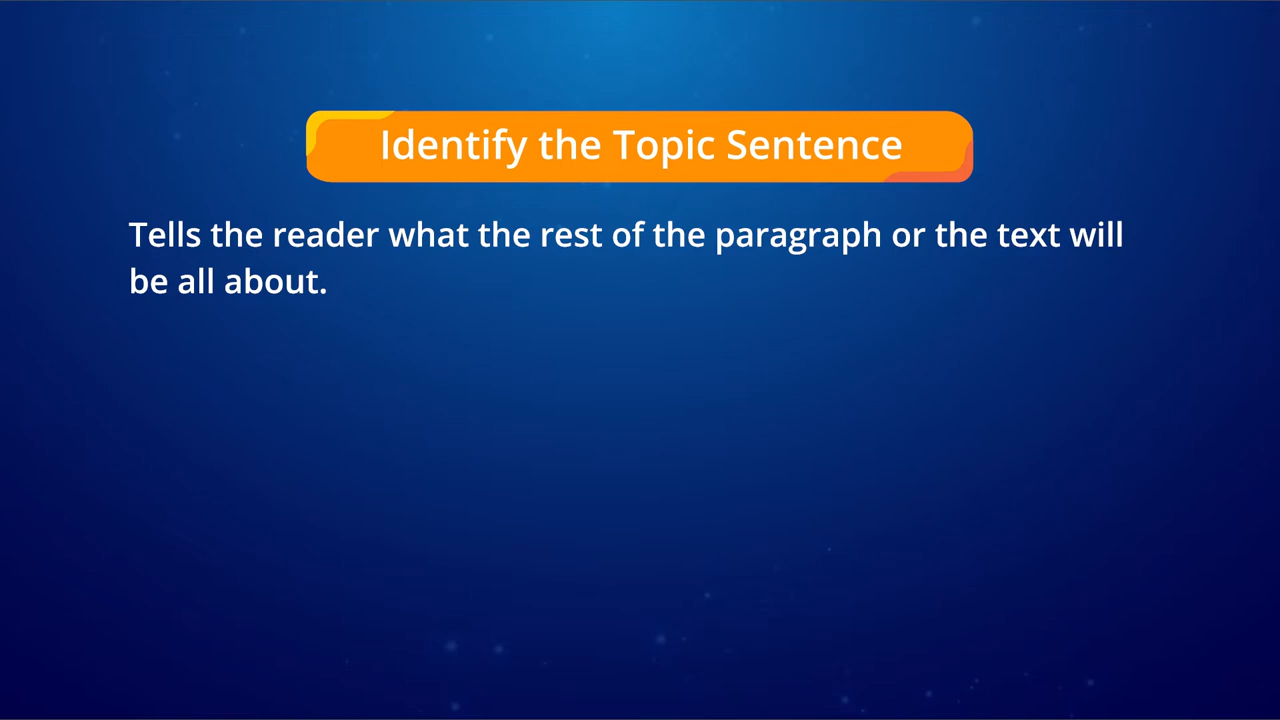 Identify the Topic Sentence
Tells the reader what the rest of the paragraph or the text will
be all about.